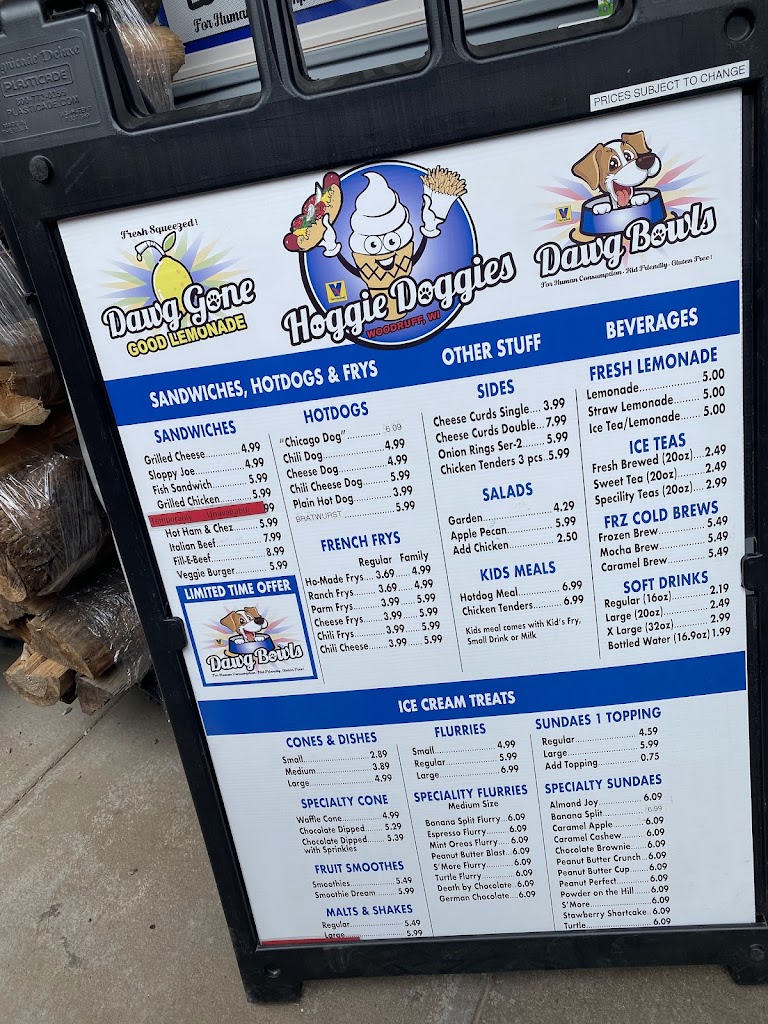 For Human
PLASTICADE
PLASTICADE.COM
PRICES SUBJECT TO CHANGE
Fresh Squeezed!
Dawg Gone
GOOD LEMONADE
Hoggie Doggies
WOODRUFF, WI
Dawg Bowls
For Human Consumption · Kid Friendly · Gluten Free!
SANDWICHES, HOTDOGS & FRYS
OTHER STUFF
BEVERAGES
SANDWICHES
Grilled Cheese.......4.99
Sloppy Joe..........4.99
Fish Sandwich.......5.99
Grilled Chicken......5.99
Temporarily Unavailable 99
Hot Ham & Chez.....5.99
Italian Beef..........7.99
Fill-E-Beef...........8.99
Veggie Burger.......5.99
LIMITED TIME OFFER
Dawg Bowls
For Human Consumption · Kid Friendly · Gluten Free!
HOTDOGS
"Chicago Dog"..........6.09
Chili Dog..............4.99
Cheese Dog...........4.99
Chili Cheese Dog.....5.99
Plain Hot Dog.........3.99
BRATWURST..........5.99
FRENCH FRYS
Regular Family
Ho-Made Frys...3.69.....4.99
Ranch Frys......3.69.....4.99
Parm Frys.......3.99.....5.99
Cheese Frys.....3.99.....5.99
Chili Frys........3.99.....5.99
Chili Cheese.....3.99.....5.99
SIDES
Cheese Curds Single....3.99
Cheese Curds Double...7.99
Onion Rings Ser-2......5.99
Chicken Tenders 3 pcs..5.99
SALADS
Garden...............4.29
Apple Pecan..........5.99
Add Chicken..........2.50
KIDS MEALS
Hotdog Meal..........6.99
Chicken Tenders.......6.99
Kids meal comes with Kid's Fry,
Small Drink or Milk
FRESH LEMONADE
Lemonade..............5.00
Straw Lemonade.......5.00
Ice Tea/Lemonade.....5.00
ICE TEAS
Fresh Brewed (20oz)...2.49
Sweet Tea (20oz)......2.49
Specility Teas (20oz)...2.99
FRZ COLD BREWS
Frozen Brew...........5.49
Mocha Brew...........5.49
Caramel Brew.........5.49
SOFT DRINKS
Regular (16oz).........2.19
Large (20oz)...........2.49
X Large (32oz).........2.99
Bottled Water (16.9oz) 1.99
ICE CREAM TREATS
CONES & DISHES
Small................2.89
Medium.............3.89
Large................4.99
SPECIALTY CONE
Waffle Cone..........4.99
Chocolate Dipped.....5.29
Chocolate Dipped.....5.39
with Sprinkles
FRUIT SMOOTHES
Smoothies............5.49
Smoothie Dream......5.99
MALTS & SHAKES
Regular..............5.49
Large................5.99
FLURRIES
Small................4.99
Regular..............5.99
Large................6.99
SPECIALITY FLURRIES
Medium Size
Banana Split Flurry...6.09
Espresso Flurry.......6.09
Mint Oreos Flurry.....6.09
Peanut Butter Blast...6.09
S'More Flurry.........6.09
Turtle Flurry..........6.09
Death by Chocolate...6.09
German Chocolate....6.09
SUNDAES 1 TOPPING
Regular..............4.59
Large................5.99
Add Topping..........0.75
SPECIALTY SUNDAES
Almond Joy...........6.09
Banana Split..........6.99
Caramel Apple........6.09
Caramel Cashew......6.09
Chocolate Brownie....6.09
Peanut Butter Crunch..6.09
Peanut Butter Cup.....6.09
Peanut Perfect........6.09
Powder on the Hill....6.09
S'More...............6.09
Stawberry Shortcake..6.09
Turtle................6.09